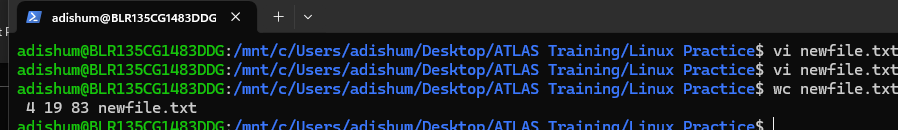 adishum@BLR135CG1483DDG
adishum@BLR135CG1483DDG:/mnt/c/Users/adishum/Desktop/ATLAS Training/Linux Practice$ vi newfile.txt
adishum@BLR135CG1483DDG:/mnt/c/Users/adishum/Desktop/ATLAS Training/Linux Practice$ vi newfile.txt
adishum@BLR135CG1483DDG:/mnt/c/Users/adishum/Desktop/ATLAS Training/Linux Practice$ wc newfile.txt
4 19 83 newfile.txt
adishum@BLR135CG1483DDG:/mnt/c/Users/adishum/Desktop/ATLAS Training/Linux Practice$